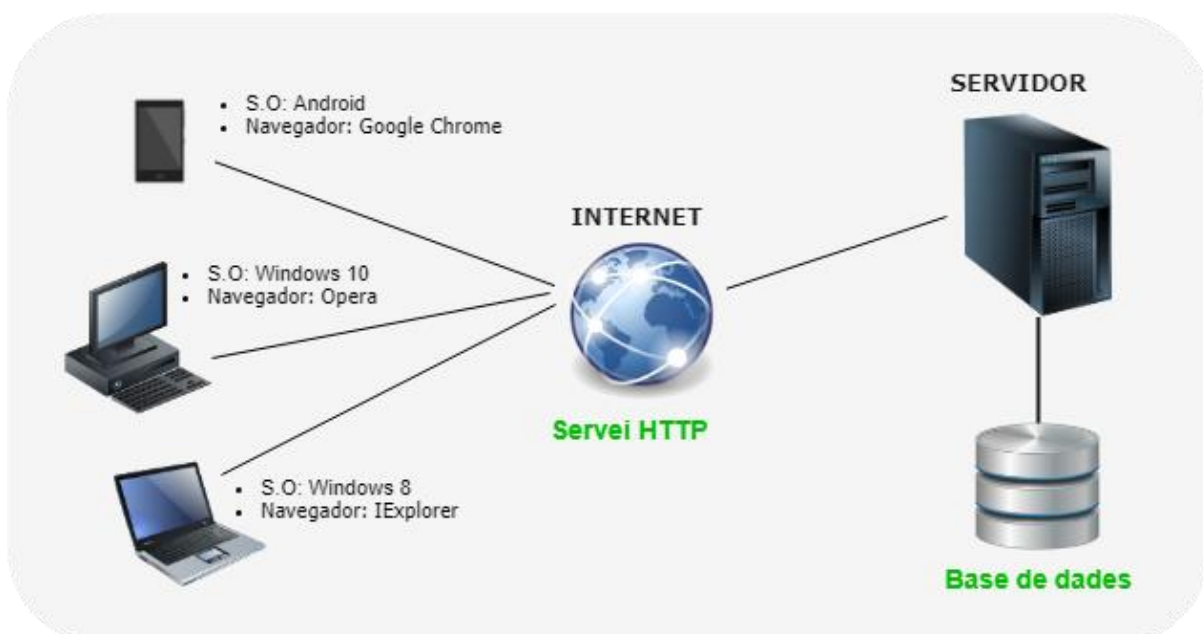 • S.O: Android
• Navegador: Google Chrome
SERVIDOR
INTERNET
• S.O: Windows 10
• Navegador: Opera
Servei HTTP
• S.O: Windows 8
• Navegador: IExplorer
Base de dades